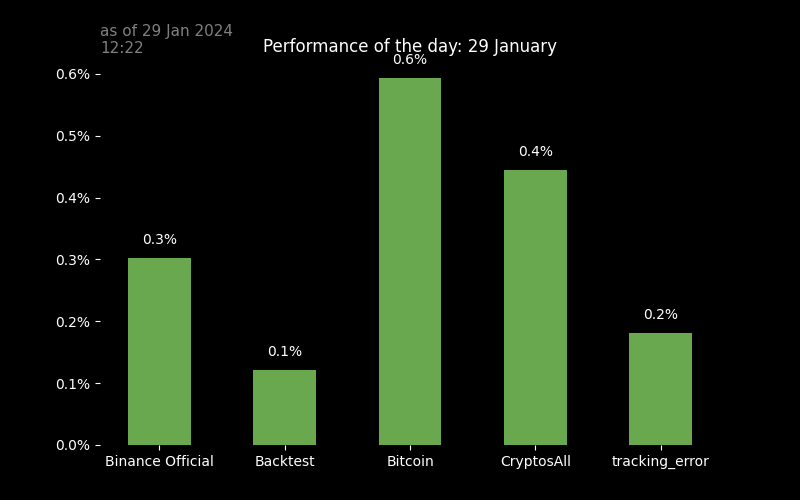 as of 29 Jan 2024
12:22
Performance of the day: 29 January
0.6%
0.5%
0.4%
0.3%
0.2%
0.1%
0.0%
0.3%
0.1%
0.6%
0.4%
0.2%
Binance Official
Backtest
Bitcoin
CryptosAll
tracking_error